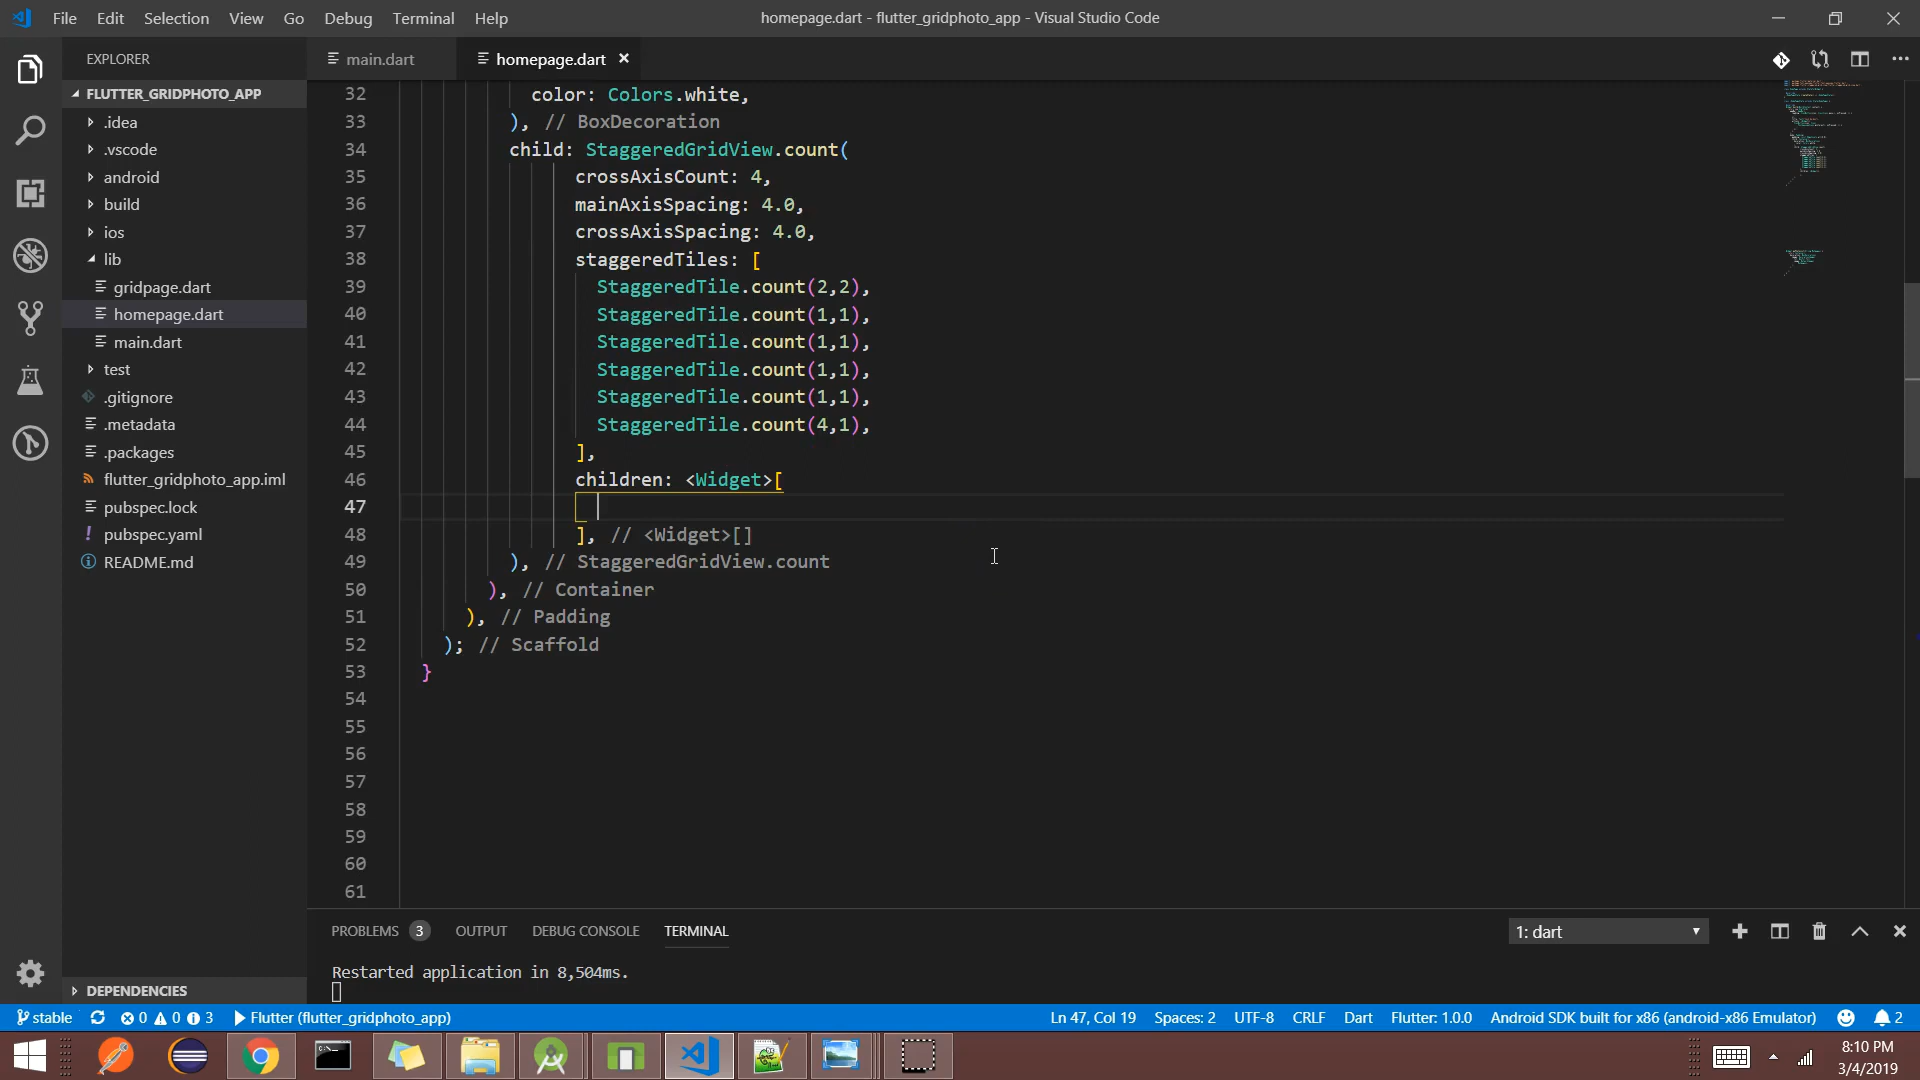 File Edit Selection View Go Debug Terminal Help
homepage.dart - flutter_gridphoto_app - Visual Studio Code
EXPLORER
main.dart
homepage.dart
FLUTTER_GRIDPHOTO_APP
.idea
.vscode
android
build
ios
lib
gridpage.dart
homepage.dart
main.dart
test
.gitignore
.metadata
.packages
flutter_gridphoto_app.iml
pubspec.lock
pubspec.yaml
README.md
DEPENDENCIES
32 color: Colors.white,
33 ), // BoxDecoration
34 child: StaggeredGridView.count(
35 crossAxisCount: 4,
36 mainAxisSpacing: 4.0,
37 crossAxisSpacing: 4.0,
38 staggeredTiles: [
39 StaggeredTile.count(2,2),
40 StaggeredTile.count(1,1),
41 StaggeredTile.count(1,1),
42 StaggeredTile.count(1,1),
43 StaggeredTile.count(1,1),
44 StaggeredTile.count(4,1),
45 ],
46 children: <Widget>[
47
48 ], // <Widget>[]
49 ), // StaggeredGridView.count
50 ), // Container
51 ), // Padding
52 ); // Scaffold
53 }
54
55
56
57
58
59
60
61
PROBLEMS 3 OUTPUT DEBUG CONSOLE TERMINAL
1: dart
Restarted application in 8,504ms.
stable 0 0 3 Flutter (flutter_gridphoto_app)
Ln 47, Col 19 Spaces: 2 UTF-8 CRLF Dart Flutter: 1.0.0 Android SDK built for x86 (android-x86 Emulator) 2
8:10 PM
3/4/2019